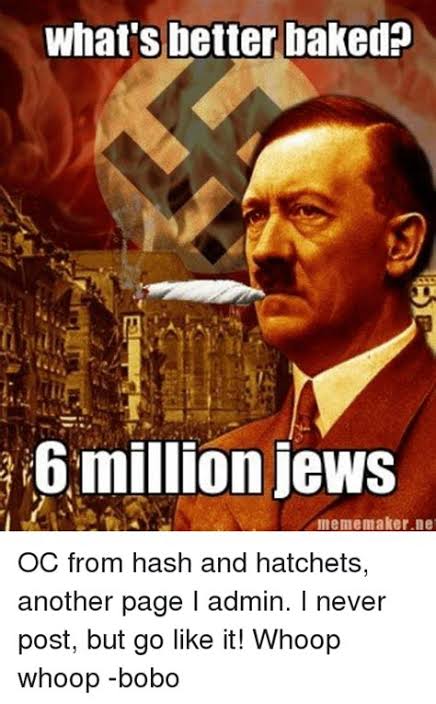 what's better baked?
6 million jews
mememaker.ne
OC from hash and hatchets,
another page I admin. I never
post, but go like it! Whoop
whoop -bobo